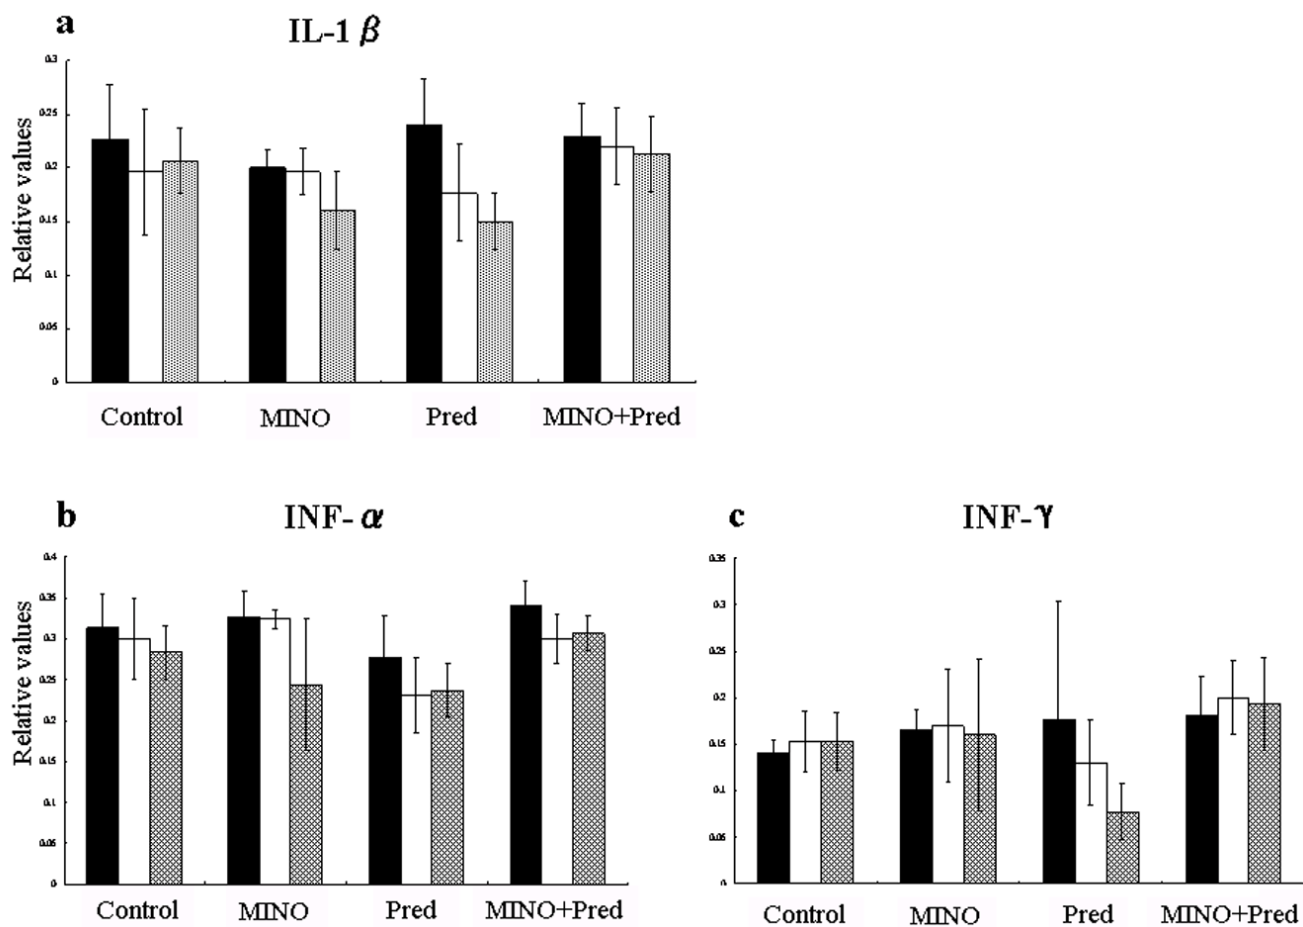 a
IL-1 β
Relative values
0.3
0.25
0.2
0.15
0.1
0.05
0
Control MINO Pred MINO+Pred
b
INF- α
Relative values
0.4
0.35
0.3
0.25
0.2
0.15
0.1
0.05
0
Control MINO Pred MINO+Pred
c
INF-γ
0.35
0.3
0.25
0.2
0.15
0.1
0.05
0
Control MINO Pred MINO+Pred